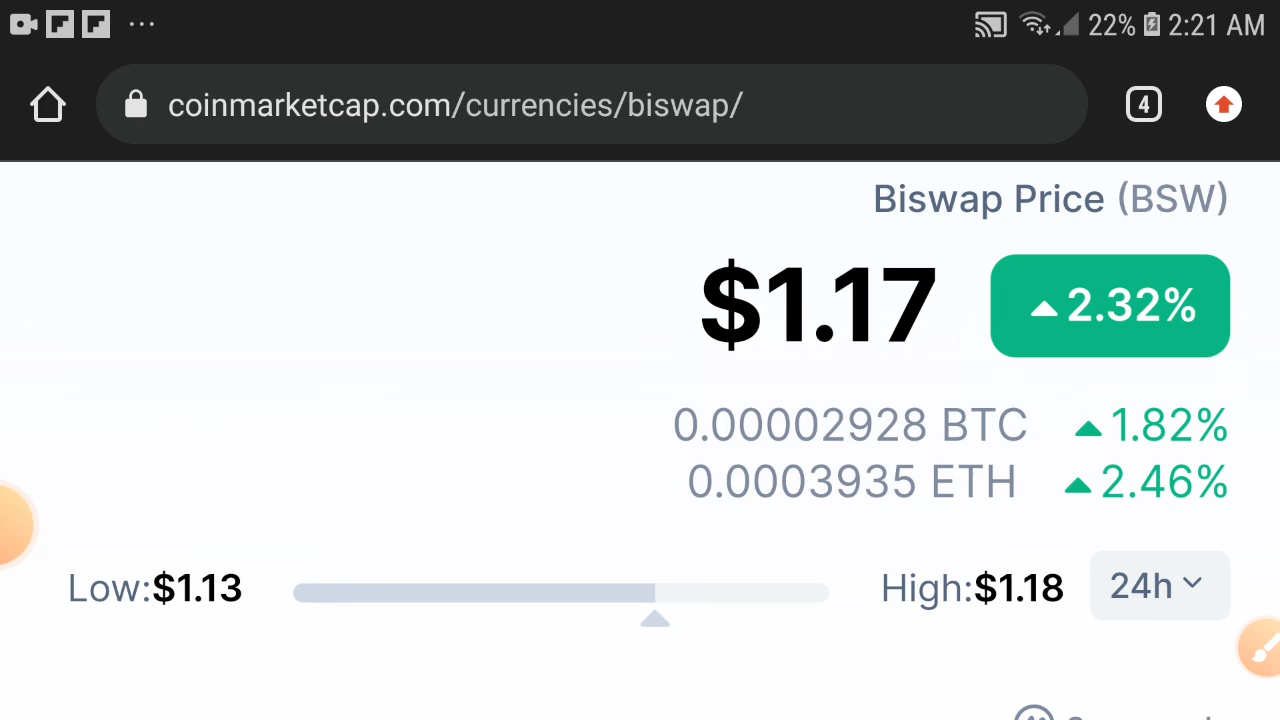 22% 2:21 AM
coinmarketcap.com/currencies/biswap/ 4
Biswap Price (BSW)
$1.17 2.32%
0.00002928 BTC 1.82%
0.0003935 ETH 2.46%
Low:$1.13 High:$1.18 24h